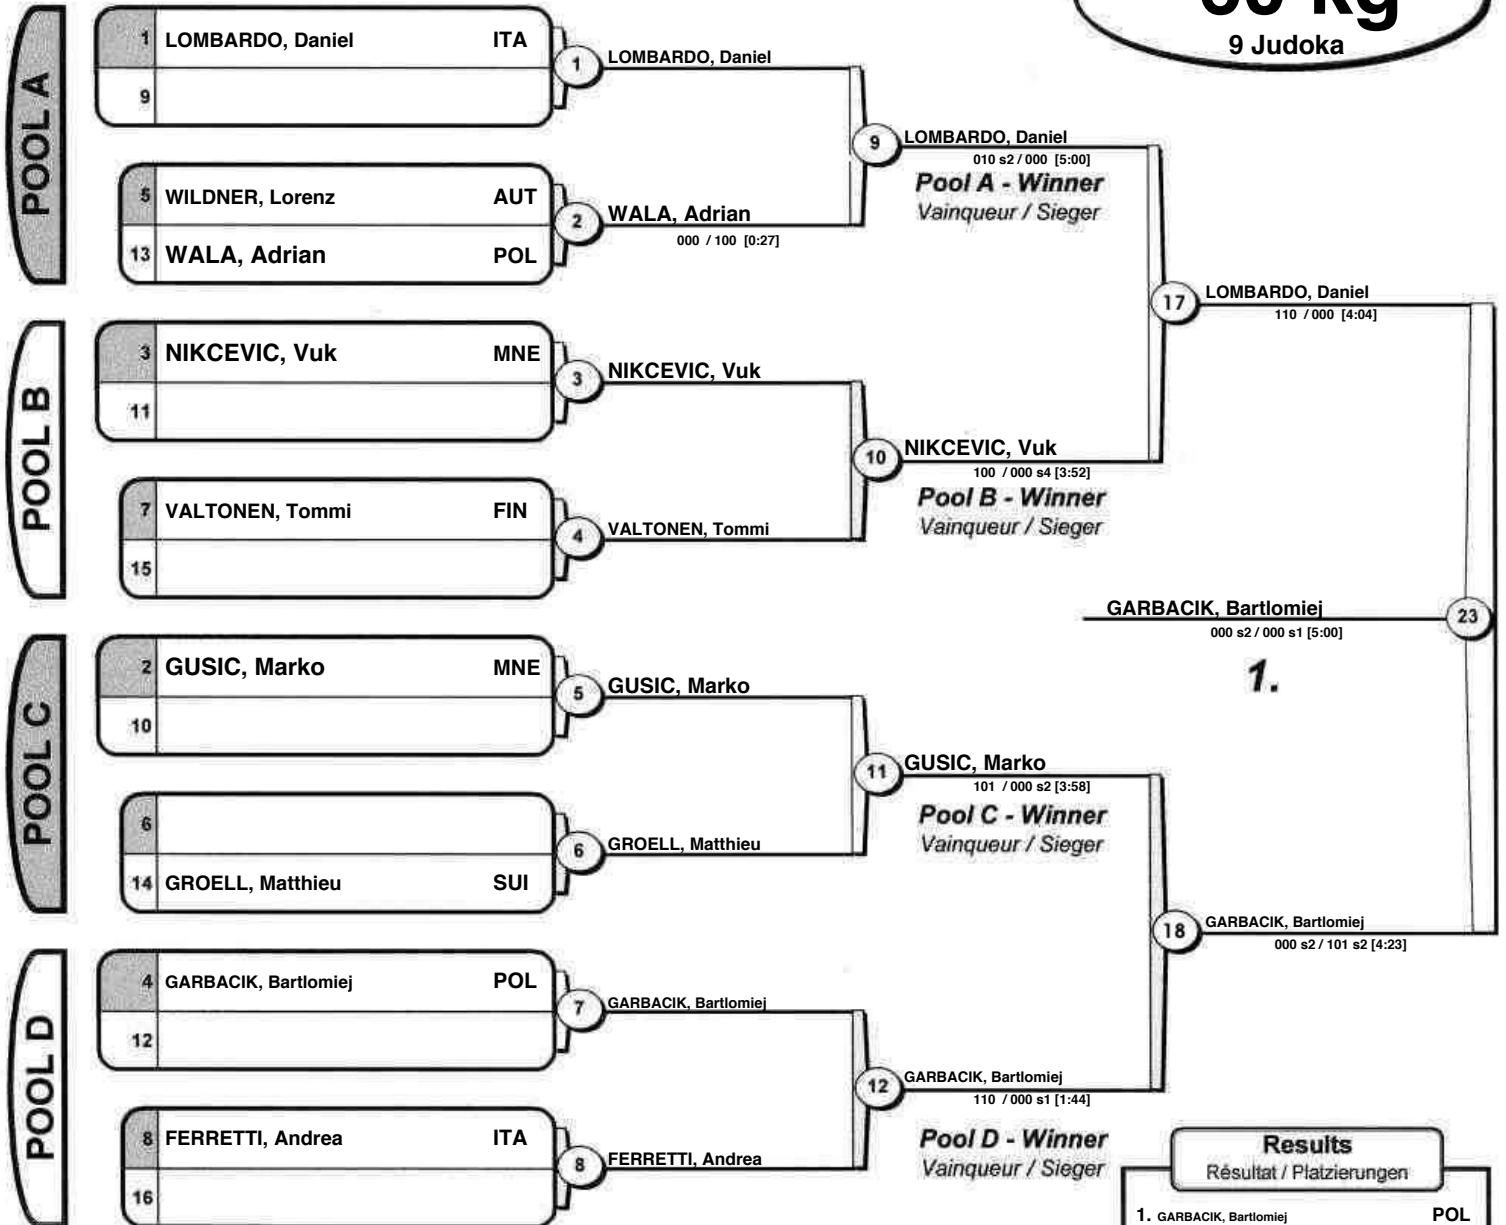 9 Judoka
POOL A
1 LOMBARDO, Daniel ITA
9
5 WILDNER, Lorenz AUT
13 WALA, Adrian POL
1 LOMBARDO, Daniel
2 WALA, Adrian
000 / 100 [0:27]
9 LOMBARDO, Daniel
010 s2 / 000 [5:00]
Pool A - Winner
Vainqueur / Sieger
POOL B
3 NIKCEVIC, Vuk MNE
11
7 VALTONEN, Tommi FIN
15
3 NIKCEVIC, Vuk
4 VALTONEN, Tommi
10 NIKCEVIC, Vuk
100 / 000 s4 [3:52]
Pool B - Winner
Vainqueur / Sieger
17 LOMBARDO, Daniel
110 / 000 [4:04]
GARBACIK, Bartlomiej 23
000 s2 / 000 s1 [5:00]
1.
POOL C
2 GUSIC, Marko MNE
10
6
14 GROELL, Matthieu SUI
5 GUSIC, Marko
6 GROELL, Matthieu
11 GUSIC, Marko
101 / 000 s2 [3:58]
Pool C - Winner
Vainqueur / Sieger
18 GARBACIK, Bartlomiej
000 s2 / 101 s2 [4:23]
POOL D
4 GARBACIK, Bartlomiej POL
12
8 FERRETTI, Andrea ITA
16
7 GARBACIK, Bartlomiej
8 FERRETTI, Andrea
12 GARBACIK, Bartlomiej
110 / 000 s1 [1:44]
Pool D - Winner
Vainqueur / Sieger
Results
Résultat / Platzierungen
1. GARBACIK, Bartlomiej POL